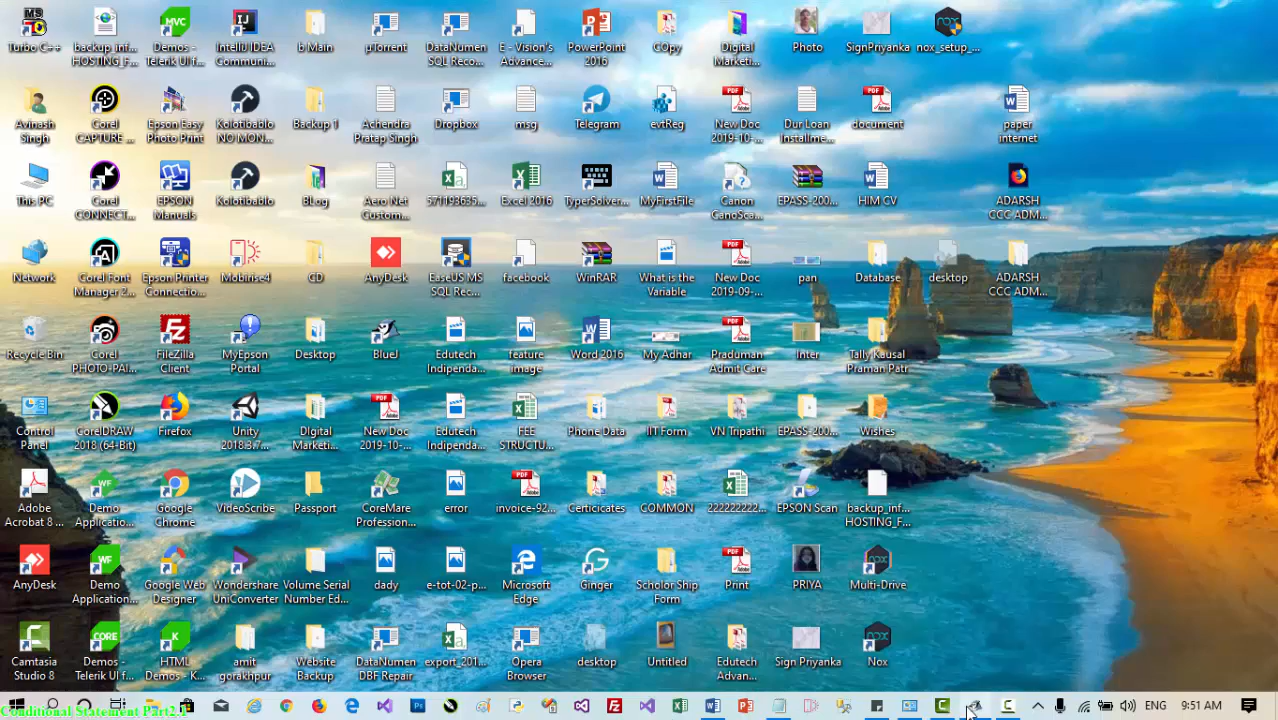 Turbo C++
backup_inf...
HOSTING_F...
Demos -
Telerik UI f...
IntelliJ IDEA
Communi...
b Main
µTorrent
DataNumen
SQL Reco...
E - Vision's
Advance...
PowerPoint
2016
COpy
Digital
Marketi...
Photo
SignPriyanka
nox_setup_...
Avinash
Singh
Corel
CAPTURE ...
Epson Easy
Photo Print
Kolotibablo
NO MON...
Backup 1
Achendra
Pratap Singh
Dropbox
msg
Telegram
evtReg
New Doc
2019-10-...
Dur Loan
Installme...
document
paper
internet
This PC
Corel
CONNECT...
EPSON
Manuals
Kolotibablo
BLog
Aero Net
Custom...
571193635...
Excel 2016
TyperSolver...
MyFirstFile
Canon
CanoSca...
EPASS-200...
HIM CV
ADARSH
CCC ADM...
Network
Corel Font
Manager 2...
Epson Printer
Connectio...
Mobirise4
CD
AnyDesk
EaseUS MS
SQL Rec...
facebook
WinRAR
What is the
Variable
New Doc
2019-09-...
pan
Database
desktop
ADARSH
CCC ADM...
Recycle Bin
Corel
PHOTO-PAI...
FileZilla
Client
MyEpson
Portal
Desktop
BlueJ
Edutech
Indipenda...
feature
image
Word 2016
My Adhar
Praduman
Admit Care
Inter
Tally Kausal
Praman Patr
Control
Panel
CorelDRAW
2018 (64-Bit)
Firefox
Unity
2018.3.7...
DIgital
Marketi...
New Doc
2019-10-...
Edutech
Indipenda...
FEE
STRUCTU...
Phone Data
IIT Form
VN Tripathi
EPASS-200...
Wishes
Adobe
Acrobat 8 ...
Demo
Applicatio...
Google
Chrome
VideoScribe
Passport
CoreMare
Profession...
error
invoice-92...
Certicicates
COMMON
222222222...
EPSON Scan
backup_inf...
HOSTING_F...
AnyDesk
Demo
Application...
Google Web
Designer
Wondershare
UniConverter
Volume Serial
Number Ed...
dady
e-tot-02-p...
Microsoft
Edge
Ginger
Scholor Ship
Form
Print
PRIYA
Multi-Drive
Camtasia
Studio 8
Demos -
Telerik UI f...
HTML
Demos - K...
amit
gorakhpur
Website
Backup
DataNumen
DBF Repair
export_201...
Opera
Browser
desktop
Untitled
Edutech
Advan...
Sign Priyanka
Nox
Conditional Statement Part2.1
ENG
9:51 AM